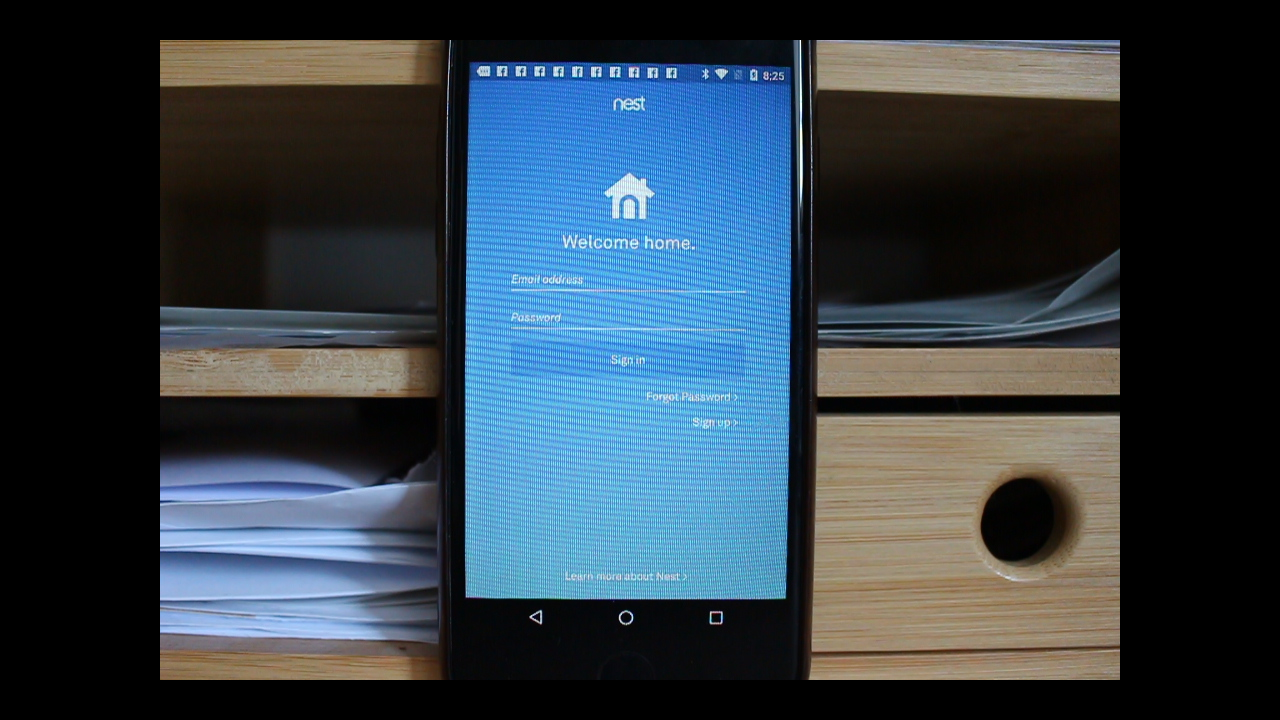 8:25
nest
Welcome home.
Email address
Password
Sign in
Forgot Password >
Sign up >
Learn more about Nest >